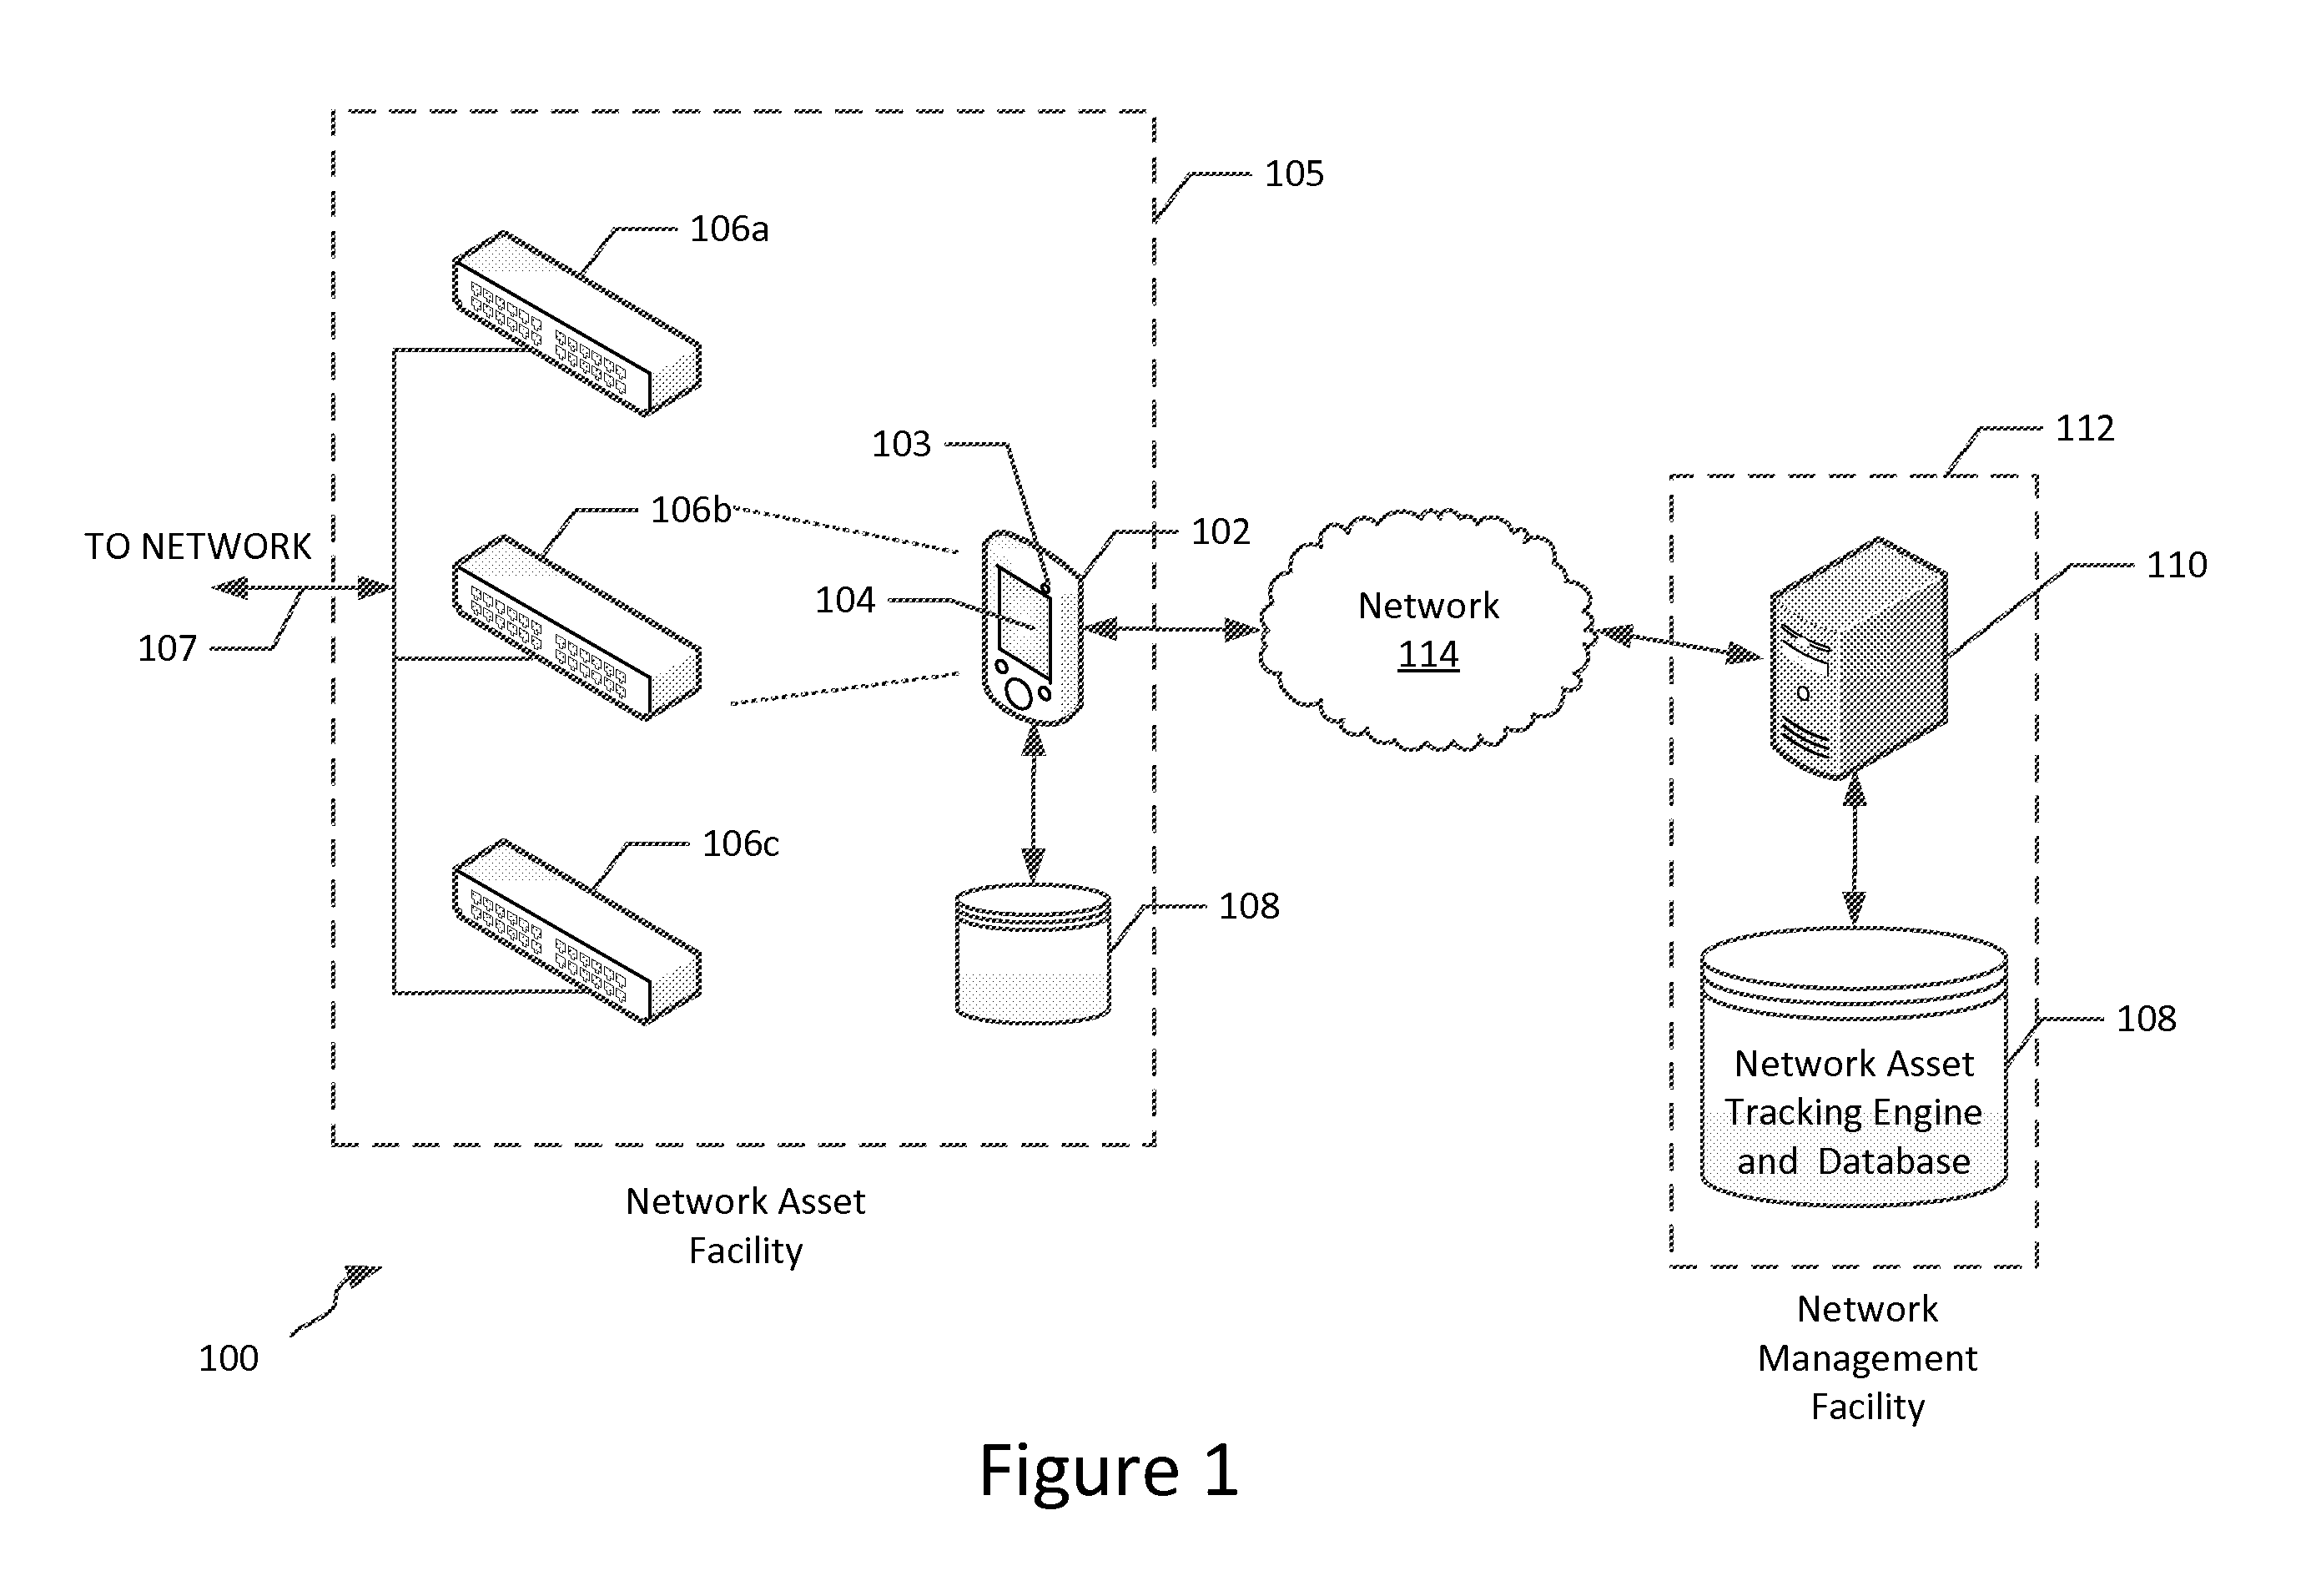 105
106a
103
112
106b
102
TO NETWORK
110
104
Network
114
107
106c
108
108
Network Asset
Tracking Engine
and Database
Network Asset
Facility
Network
Management
Facility
100
Figure 1